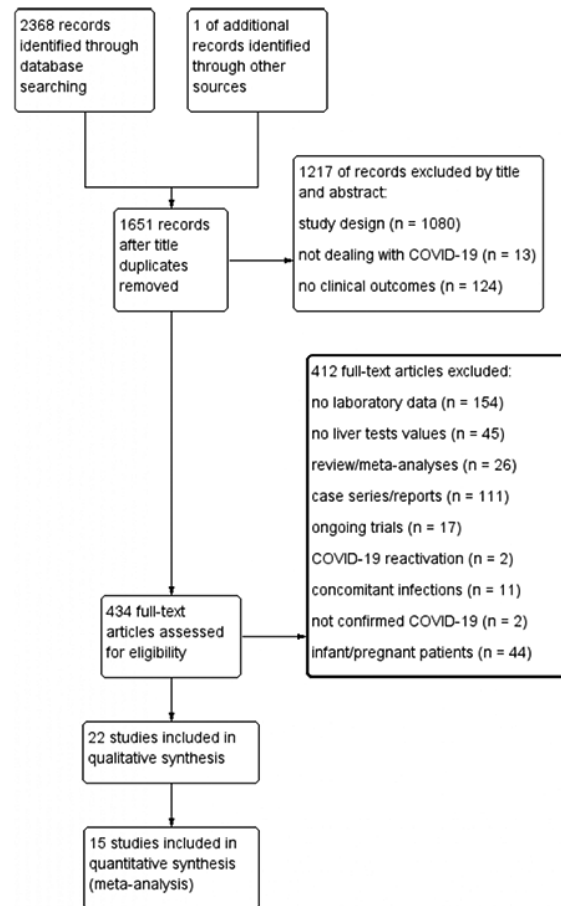 2368 records
identified through
database
searching
1 of additional
records identified
through other
sources
1217 of records excluded by title
and abstract:
study design (n = 1080)
not dealing with COVID-19 (n = 13)
no clinical outcomes (n = 124)
1651 records
after title
duplicates
removed
412 full-text articles excluded:
no laboratory data (n = 154)
no liver tests values (n = 45)
review/meta-analyses (n = 26)
case series/reports (n = 111)
ongoing trials (n = 17)
COVID-19 reactivation (n = 2)
concomitant infections (n = 11)
not confirmed COVID-19 (n = 2)
infant/pregnant patients (n = 44)
434 full-text
articles assessed
for eligibility
22 studies included in
qualitative synthesis
15 studies included in
quantitative synthesis
(meta-analysis)